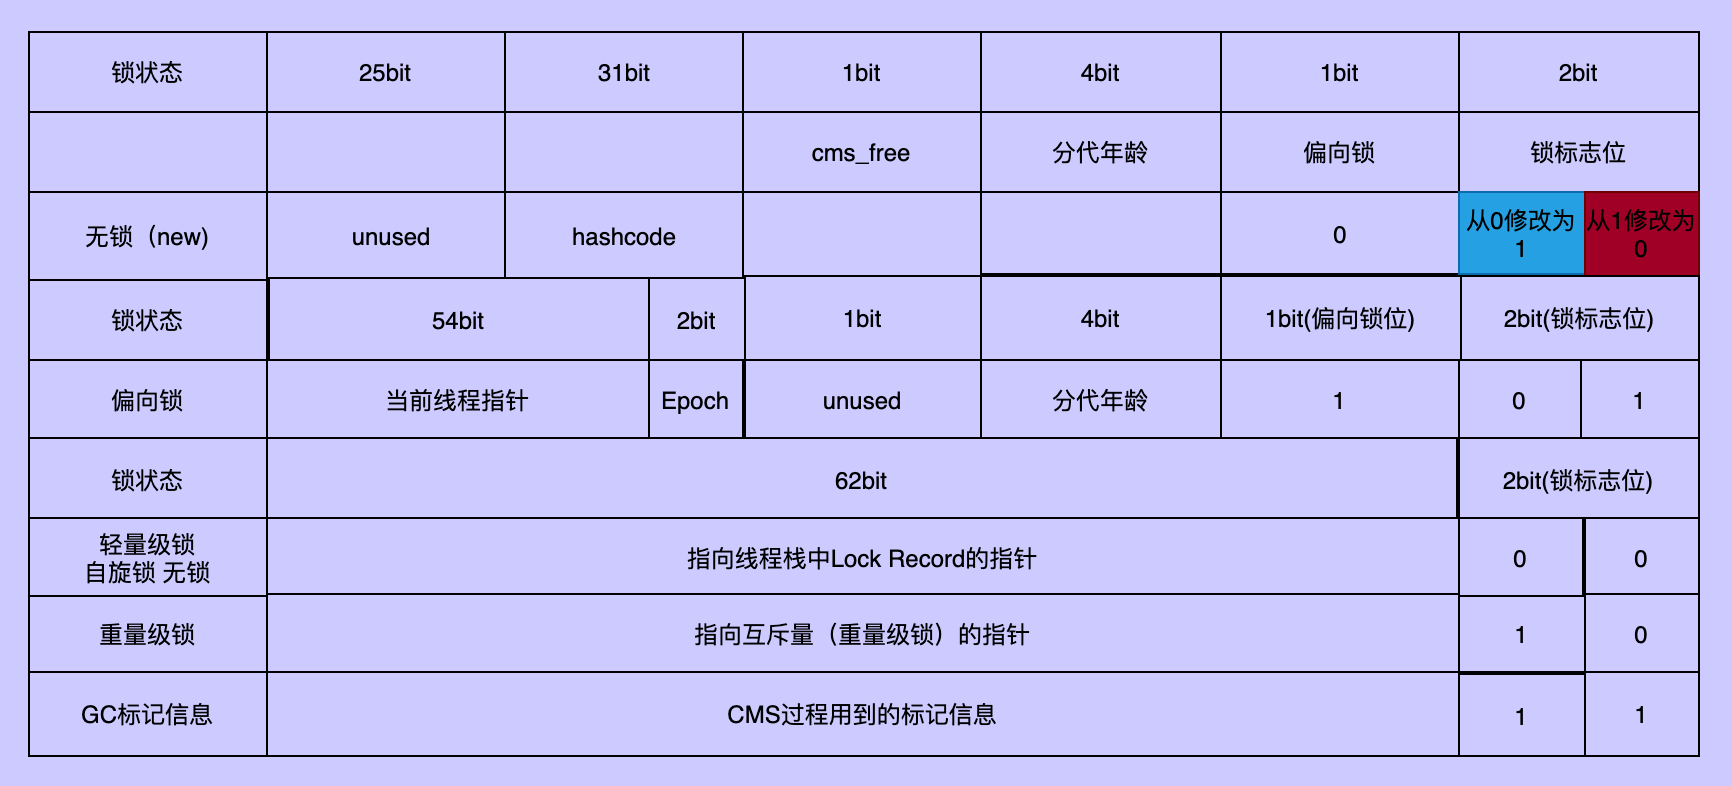 锁状态 25bit 31bit 1bit 4bit 1bit 2bit
cms_free 分代年龄 偏向锁 锁标志位
无锁（new) unused hashcode 0 从0修改为 从1修改为
1 0
锁状态 54bit 2bit 1bit 4bit 1bit(偏向锁位) 2bit(锁标志位)
偏向锁 当前线程指针 Epoch unused 分代年龄 1 0 1
锁状态 62bit 2bit(锁标志位)
轻量级锁
自旋锁 无锁 指向线程栈中Lock Record的指针 0 0
重量级锁 指向互斥量（重量级锁）的指针 1 0
GC标记信息 CMS过程用到的标记信息 1 1